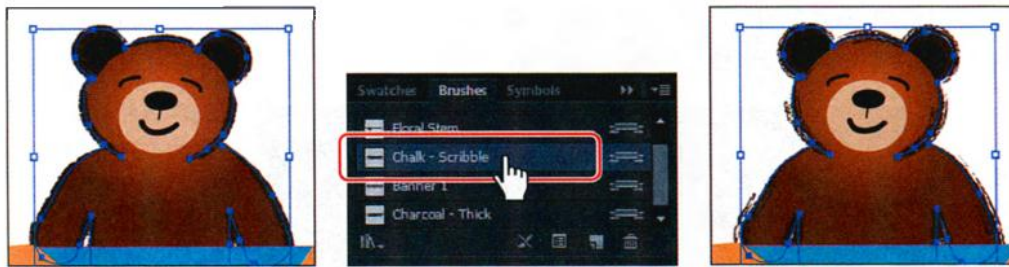 Swatches Brushes Symbols
Floral Stem
Chalk - Scribble
Banner 1
Charcoal - Thick